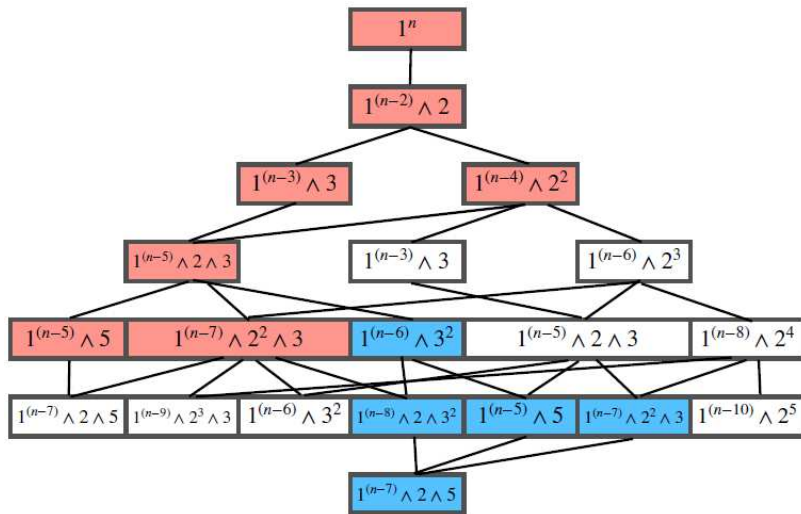 1^n
1^(n−2) ∧ 2
1^(n−3) ∧ 3 1^(n−4) ∧ 2^2
1^(n−5) ∧ 2 ∧ 3 1^(n−3) ∧ 3 1^(n−6) ∧ 2^3
1^(n−5) ∧ 5 1^(n−7) ∧ 2^2 ∧ 3 1^(n−6) ∧ 3^2 1^(n−5) ∧ 2 ∧ 3 1^(n−8) ∧ 2^4
1^(n−7) ∧ 2 ∧ 5 1^(n−9) ∧ 2^3 ∧ 3 1^(n−6) ∧ 3^2 1^(n−8) ∧ 2 ∧ 3^2 1^(n−5) ∧ 5 1^(n−7) ∧ 2^2 ∧ 3 1^(n−10) ∧ 2^5
1^(n−7) ∧ 2 ∧ 5